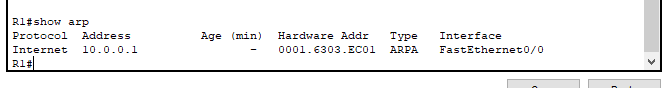 R1#show arp
Protocol  Address          Age (min)  Hardware Addr   Type   Interface
Internet  10.0.0.1                -   0001.6303.EC01  ARPA   FastEthernet0/0
R1#